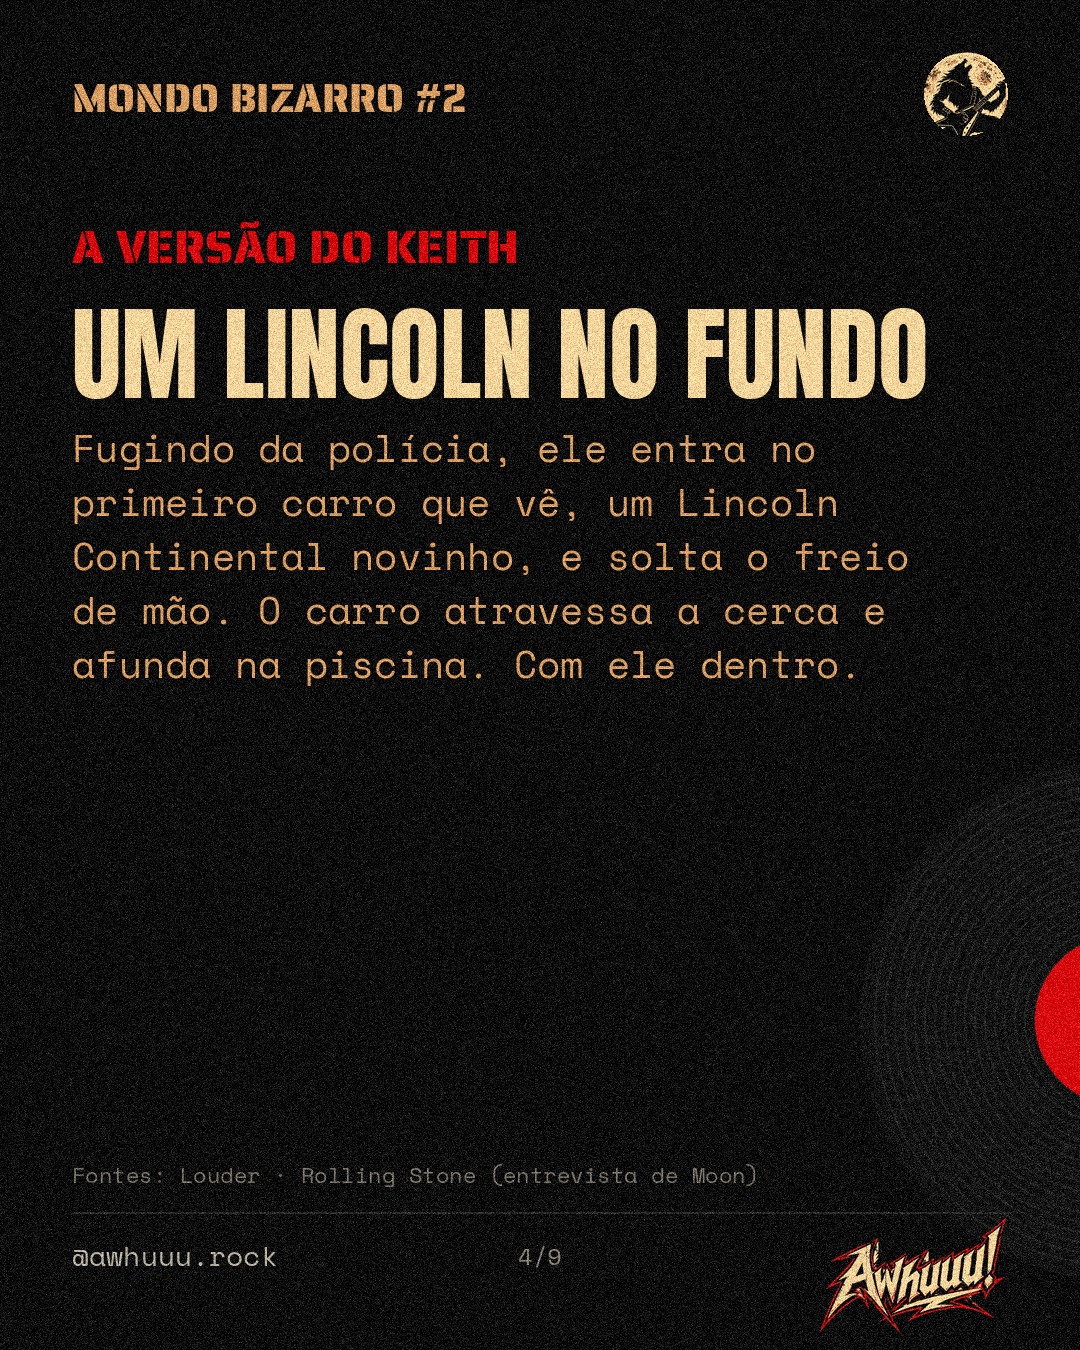 MONDO BIZARRO #2
A VERSÃO DO KEITH
UM LINCOLN NO FUNDO
Fugindo da polícia, ele entra no
primeiro carro que vê, um Lincoln
Continental novinho, e solta o freio
de mão. O carro atravessa a cerca e
afunda na piscina. Com ele dentro.
Fontes: Louder · Rolling Stone (entrevista de Moon)
@awhuuu.rock
4/9
Awhuuu!